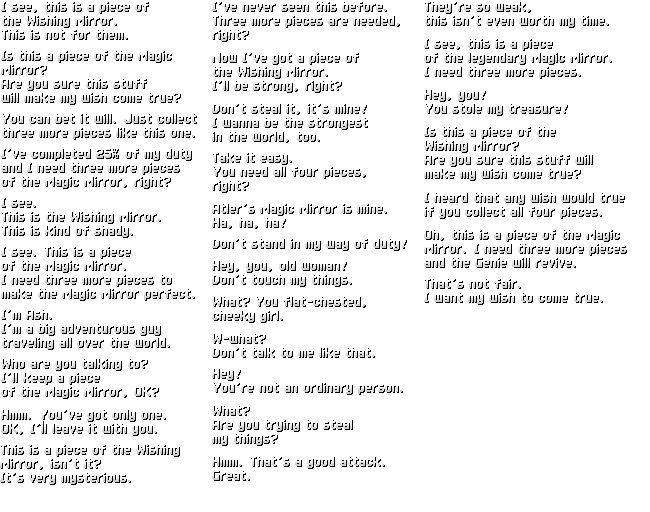 I see, this is a piece of
the Wishing Mirror.
This is not for them.
Is this a piece of the Magic
Mirror?
Are you sure this stuff
will make my wish come true?
You can bet it will. Just collect
three more pieces like this one.
I've completed 25% of my duty
and I need three more pieces
of the Magic Mirror, right?
I see.
This is the Wishing Mirror.
This is kind of shady.
I see. This is a piece
of the Magic Mirror.
I need three more pieces to
make the Magic Mirror perfect.
I'm Ash.
I'm a big adventurous guy
traveling all over the world.
Who are you talking to?
I'll keep a piece
of the Magic Mirror, OK?
Hmm. You've got only one.
OK, I'll leave it with you.
This is a piece of the Wishing
Mirror, isn't it?
It's very mysterious.
I've never seen this before.
Three more pieces are needed,
right?
Now I've got a piece of
the Wishing Mirror.
I'll be strong, right?
Don't steal it, it's mine!
I wanna be the strongest
in the world, too.
Take it easy.
You need all four pieces,
right?
Atler's Magic Mirror is mine.
Ha, ha, ha!
Don't stand in my way of duty!
Hey, you, old woman!
Don't touch my things.
What? You flat-chested,
cheeky girl.
W-what?
Don't talk to me like that.
Hey!
You're not an ordinary person.
What?
Are you trying to steal
my things?
Hmm. That's a good attack.
Great.
They're so weak,
this isn't even worth my time.
I see, this is a piece
of the legendary Magic Mirror.
I need three more pieces.
Hey, you!
You stole my treasure!
Is this a piece of the
Wishing Mirror?
Are you sure this stuff will
make my wish come true?
I heard that any wish would true
if you collect all four pieces.
Oh, this is a piece of the Magic
Mirror. I need three more pieces
and the Genie will revive.
That's not fair.
I want my wish to come true.